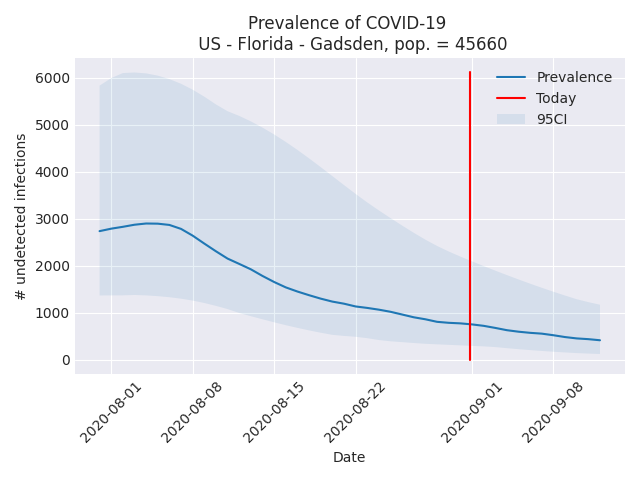 Prevalence of COVID-19
US - Florida - Gadsden, pop. = 45660
Prevalence
Today
95CI
# undetected infections
6000
5000
4000
3000
2000
1000
0
2020-08-01
2020-08-08
2020-08-15
2020-08-22
2020-09-01
2020-09-08
Date